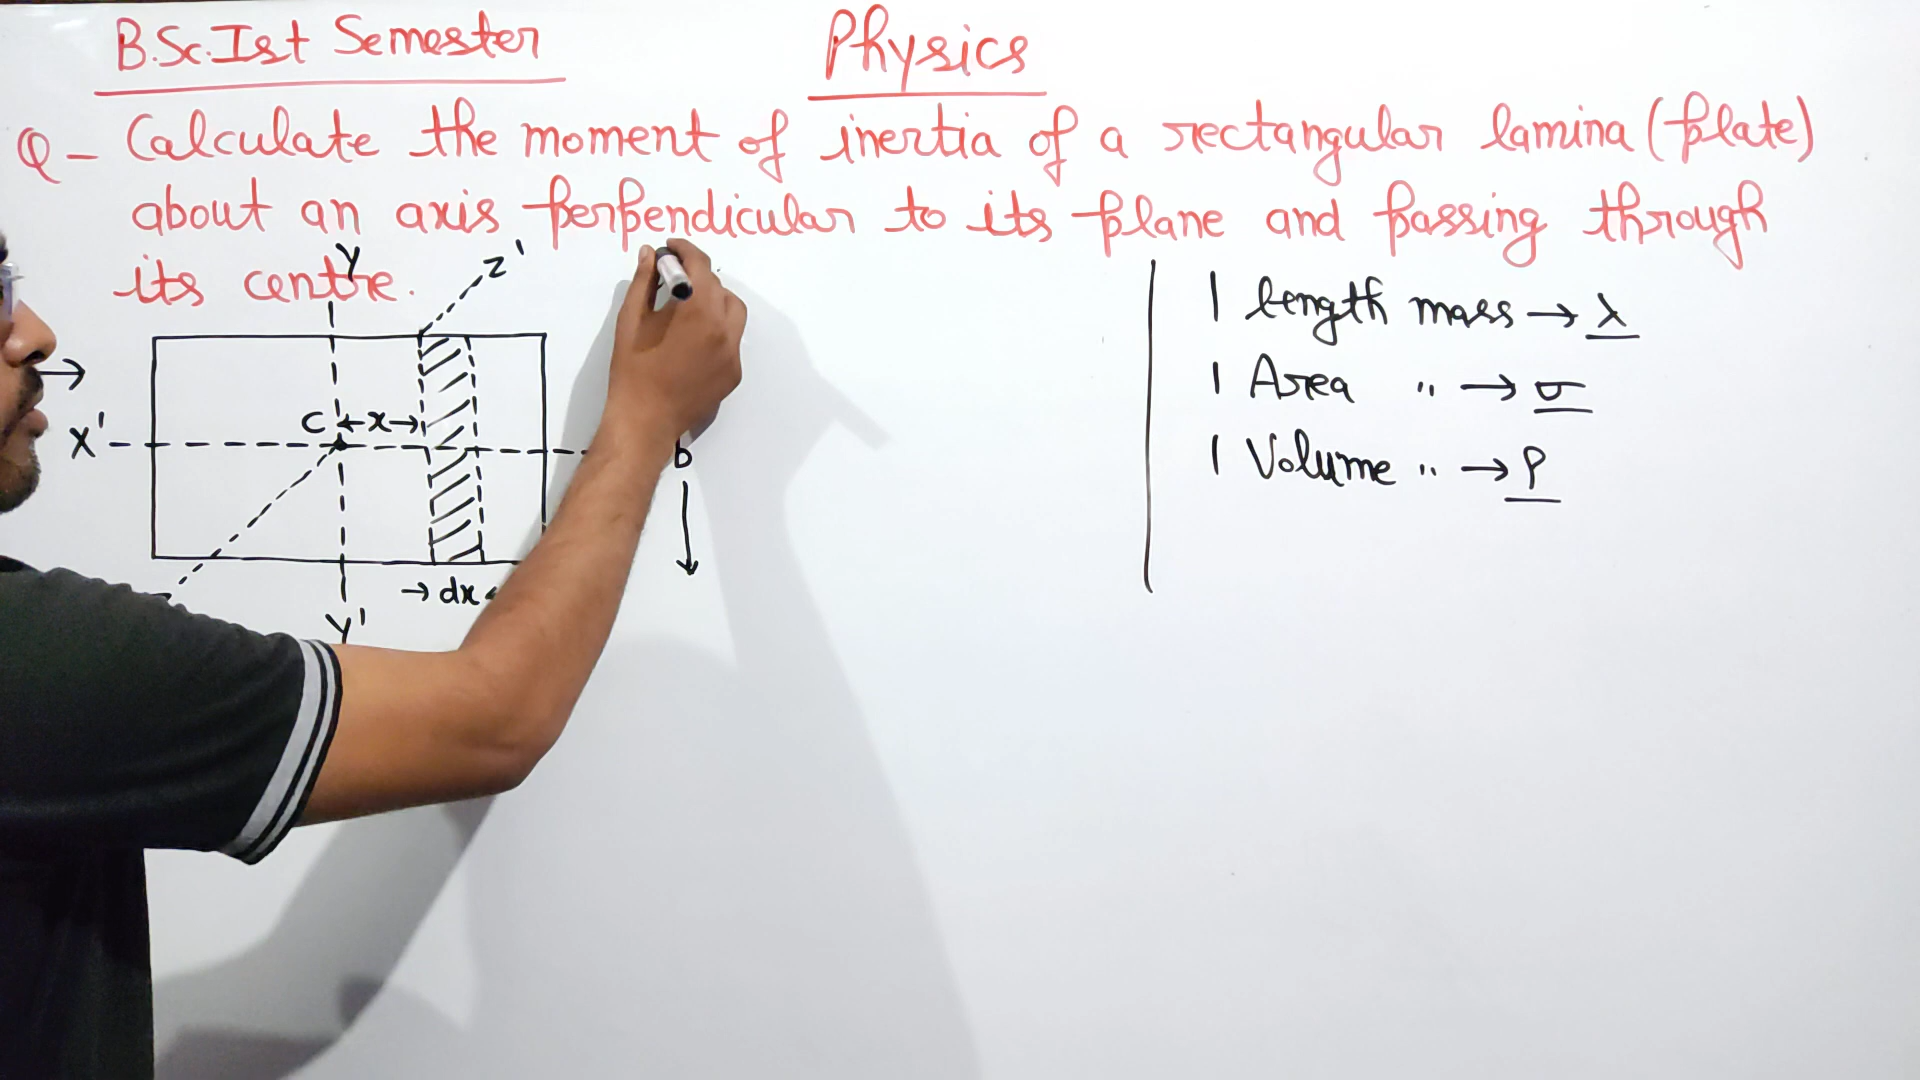 B.Sc.Ist Semester
Physics
Q- Calculate the moment of inertia of a rectangular lamina (plate)
about an axis perpendicular to its plane and passing through
its centre.
Y
Z'
X'
C
x
b
dx
Y'
1 length mass → λ
1 Area " → σ
1 Volume " → ρ